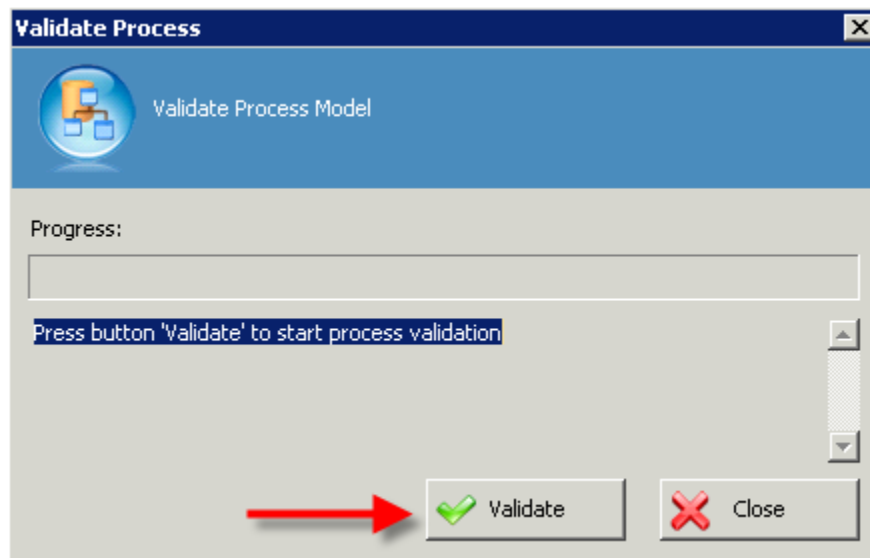 Validate Process
Validate Process Model
Progress:
Press button 'Validate' to start process validation
Validate
Close